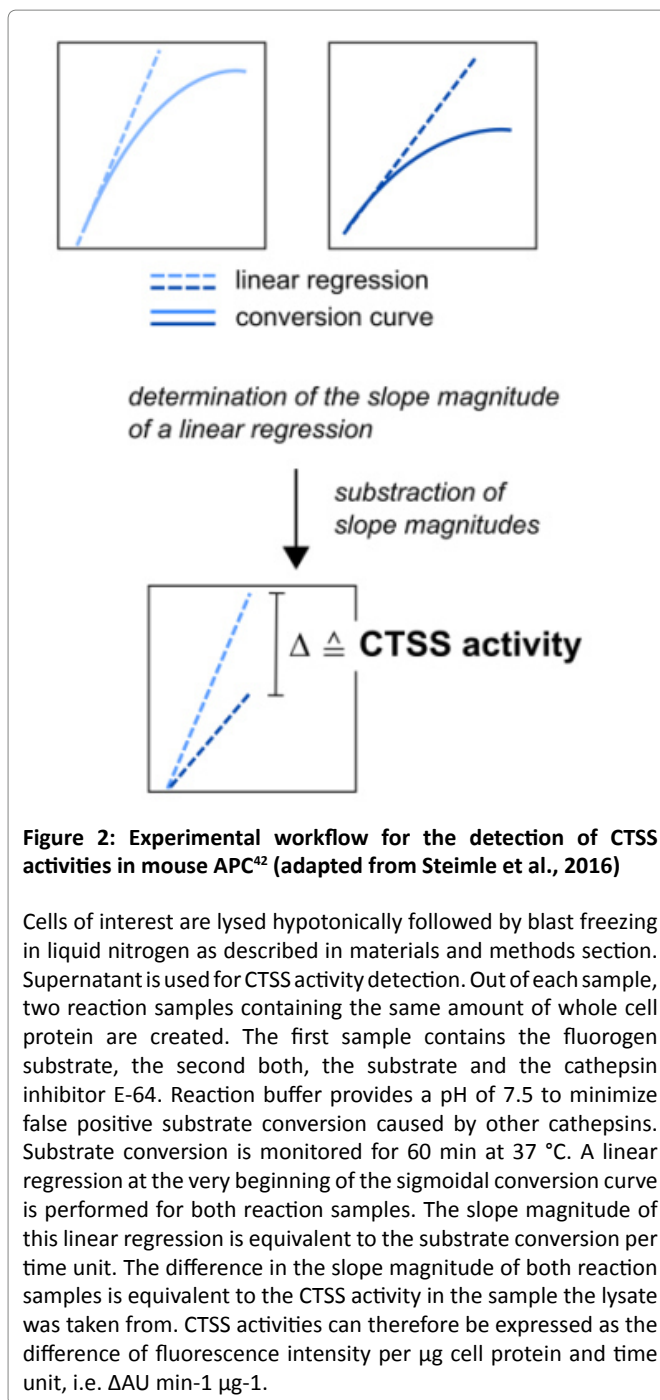 linear regression
conversion curve
determination of the slope magnitude
of a linear regression
substraction of
slope magnitudes
Δ ≙ CTSS activity
Figure 2: Experimental workflow for the detection of CTSS
activities in mouse APC⁴² (adapted from Steimle et al., 2016)
Cells of interest are lysed hypotonically followed by blast freezing
in liquid nitrogen as described in materials and methods section.
Supernatant is used for CTSS activity detection. Out of each sample,
two reaction samples containing the same amount of whole cell
protein are created. The first sample contains the fluorogen
substrate, the second both, the substrate and the cathepsin
inhibitor E-64. Reaction buffer provides a pH of 7.5 to minimize
false positive substrate conversion caused by other cathepsins.
Substrate conversion is monitored for 60 min at 37 °C. A linear
regression at the very beginning of the sigmoidal conversion curve
is performed for both reaction samples. The slope magnitude of
this linear regression is equivalent to the substrate conversion per
time unit. The difference in the slope magnitude of both reaction
samples is equivalent to the CTSS activity in the sample the lysate
was taken from. CTSS activities can therefore be expressed as the
difference of fluorescence intensity per µg cell protein and time
unit, i.e. ΔAU min-1 µg-1.